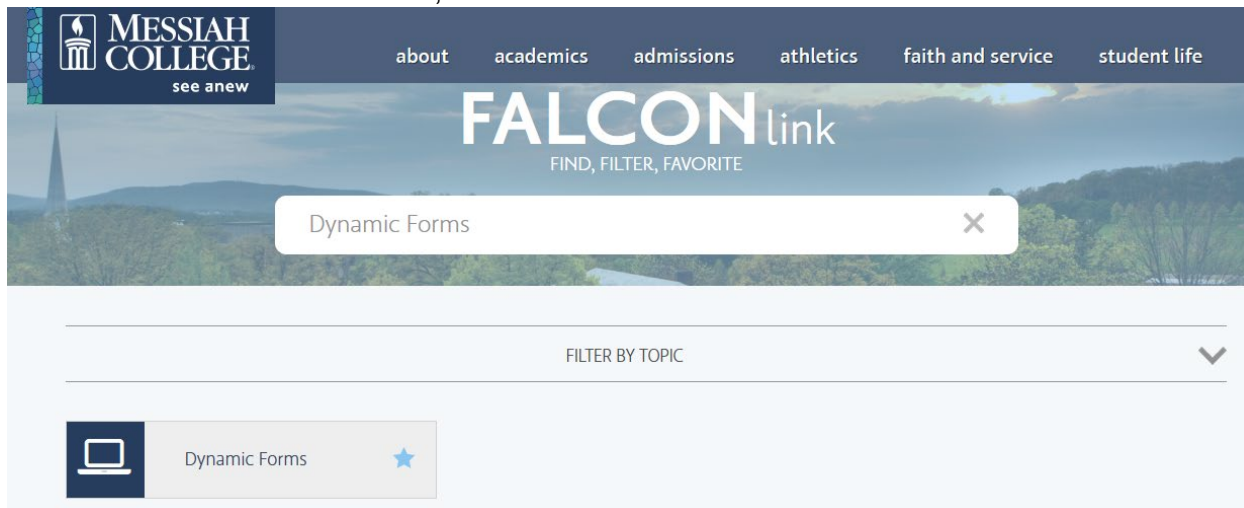 MESSIAH
COLLEGE®
see anew
about academics admissions athletics faith and service student life
FALCON link
FIND, FILTER, FAVORITE
Dynamic Forms
FILTER BY TOPIC
Dynamic Forms